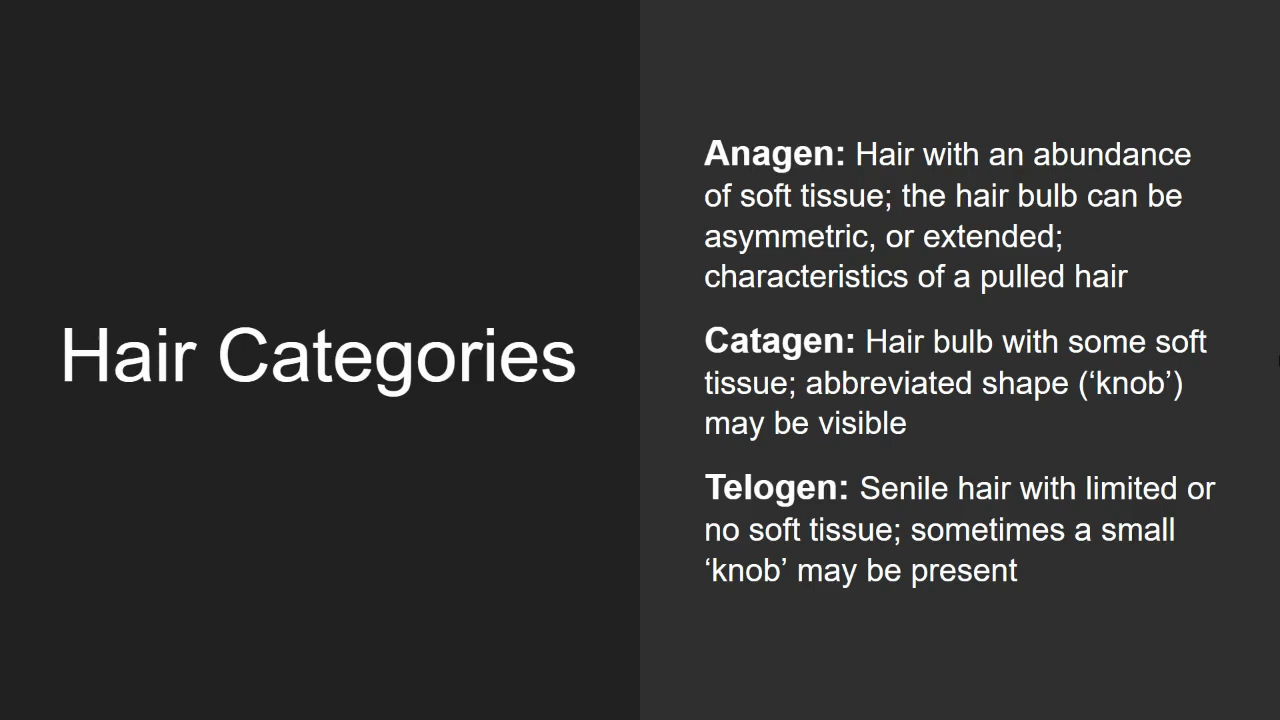 Hair Categories
Anagen: Hair with an abundance
of soft tissue; the hair bulb can be
asymmetric, or extended;
characteristics of a pulled hair
Catagen: Hair bulb with some soft
tissue; abbreviated shape (‘knob’)
may be visible
Telogen: Senile hair with limited or
no soft tissue; sometimes a small
‘knob’ may be present